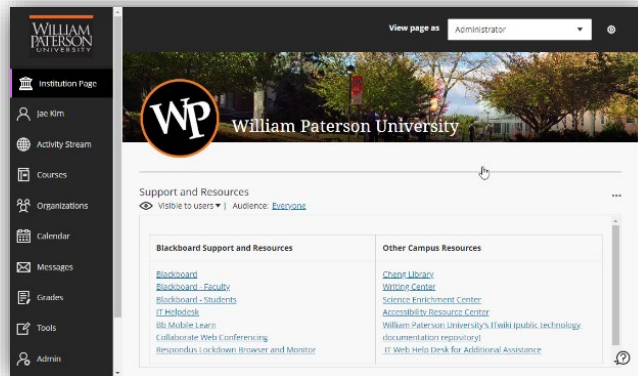 WILLIAM
PATERSON
UNIVERSITY
View page as
Administrator
Institution Page
Jae Kim
Activity Stream
Courses
Organizations
Calendar
Messages
Grades
Tools
Admin
WP
William Paterson University
Support and Resources
Visible to users | Audience: Everyone
Blackboard Support and Resources
Blackboard
Blackboard - Faculty
Blackboard - Students
IT Helpdesk
Bb Mobile Learn
Collaborate Web Conferencing
Respondus Lockdown Browser and Monitor
Other Campus Resources
Cheng Library
Writing Center
Science Enrichment Center
Accessibility Resource Center
William Paterson University's ITwiki (public technology
documentation repository)
IT Web Help Desk for Additional Assistance